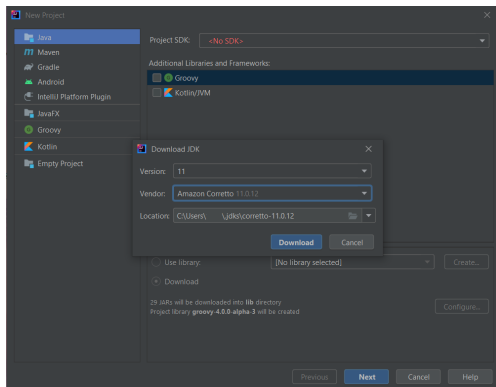 New Project
Java
Maven
Gradle
Android
IntelliJ Platform Plugin
JavaFX
Groovy
Kotlin
Empty Project
Project SDK: <No SDK>
Additional Libraries and Frameworks:
Groovy
Kotlin/JVM
Download JDK
Version: 11
Vendor: Amazon Corretto 11.0.12
Location: C:\Users\ \.jdks\corretto-11.0.12
Download Cancel
Use library: [No library selected] Create...
Download
29 JARs will be downloaded into lib directory
Project library groovy-4.0.0-alpha-3 will be created
Configure...
Previous Next Cancel Help